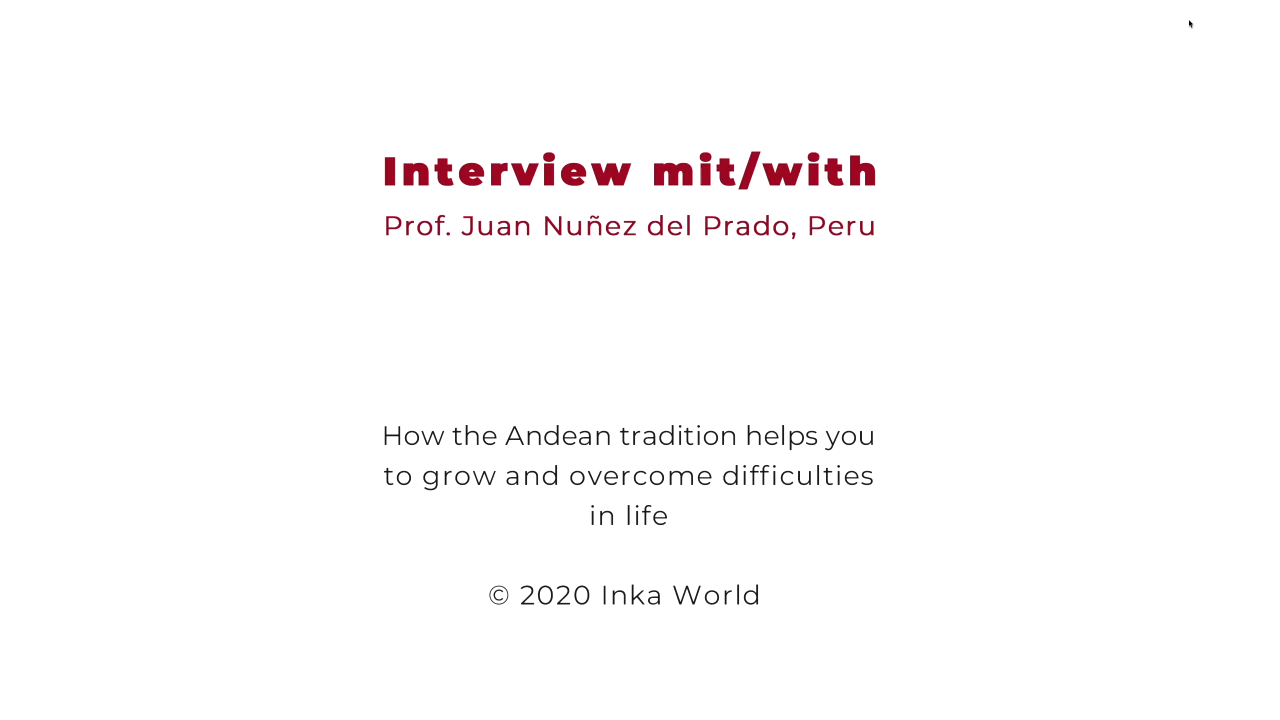 Interview mit/with
Prof. Juan Nuñez del Prado, Peru
How the Andean tradition helps you
to grow and overcome difficulties
in life
© 2020 Inka World